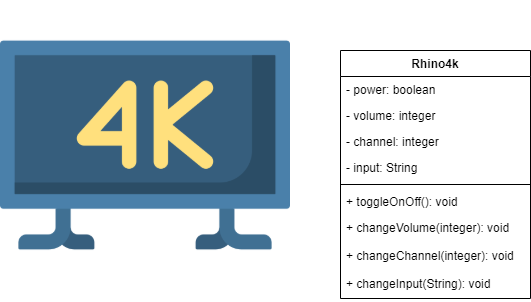 4K
Rhino4k
- power: boolean
- volume: integer
- channel: integer
- input: String
+ toggleOnOff(): void
+ changeVolume(integer): void
+ changeChannel(integer): void
+ changeInput(String): void